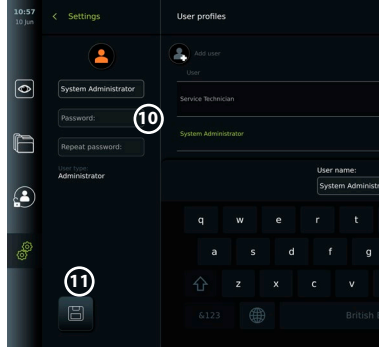 10:57
10 Jun
Settings
User profiles
Add user
User
System Administrator
Service Technician
Password:
10
System Administrator
Repeat password:
User type:
Administrator
User name:
System Administr
q w e r t
a s d f g
11
z x c v
&123
British